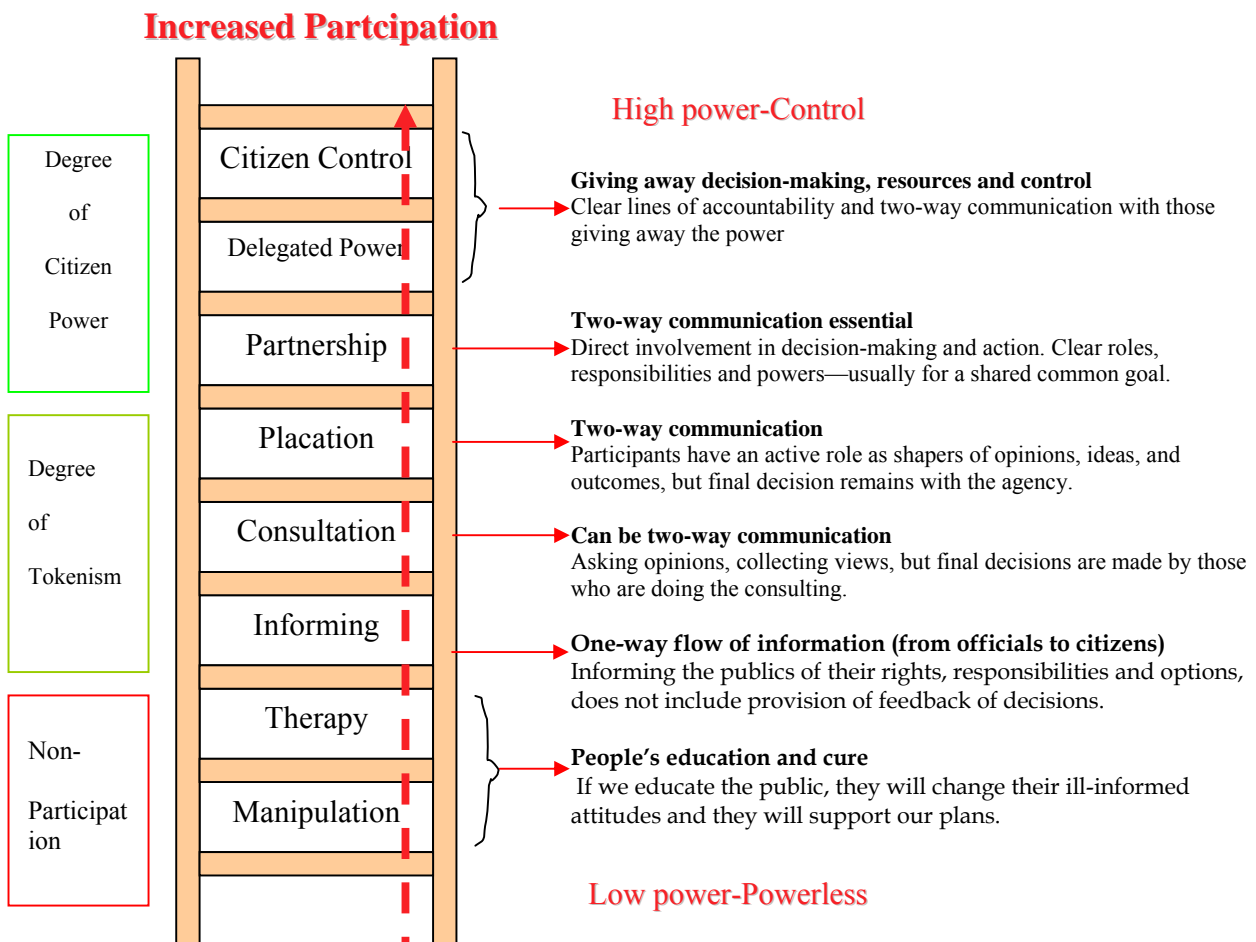 Increased Partcipation
High power-Control
Degree
of
Citizen
Power
Citizen Control
Delegated Power
Giving away decision-making, resources and control
Clear lines of accountability and two-way communication with those
giving away the power
Partnership
Two-way communication essential
Direct involvement in decision-making and action. Clear roles,
responsibilities and powers—usually for a shared common goal.
Degree
of
Tokenism
Placation
Two-way communication
Participants have an active role as shapers of opinions, ideas, and
outcomes, but final decision remains with the agency.
Consultation
Can be two-way communication
Asking opinions, collecting views, but final decisions are made by those
who are doing the consulting.
Informing
One-way flow of information (from officials to citizens)
Informing the publics of their rights, responsibilities and options,
does not include provision of feedback of decisions.
Non-
Participat
ion
Therapy
Manipulation
People's education and cure
If we educate the public, they will change their ill-informed
attitudes and they will support our plans.
Low power-Powerless